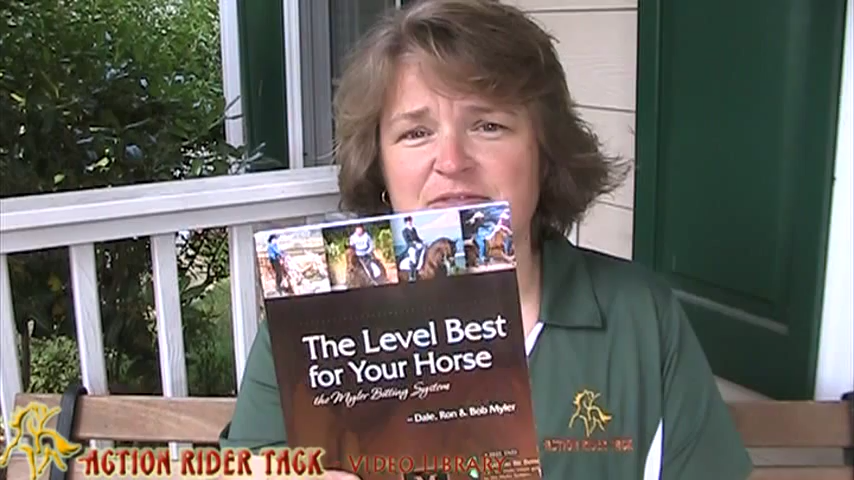 The Level Best
for Your Horse
the Myler Bitting System
– Dale, Ron & Bob Myler
ACTION RIDER TACK
ACTION RIDER TACK – VIDEO LIBRARY